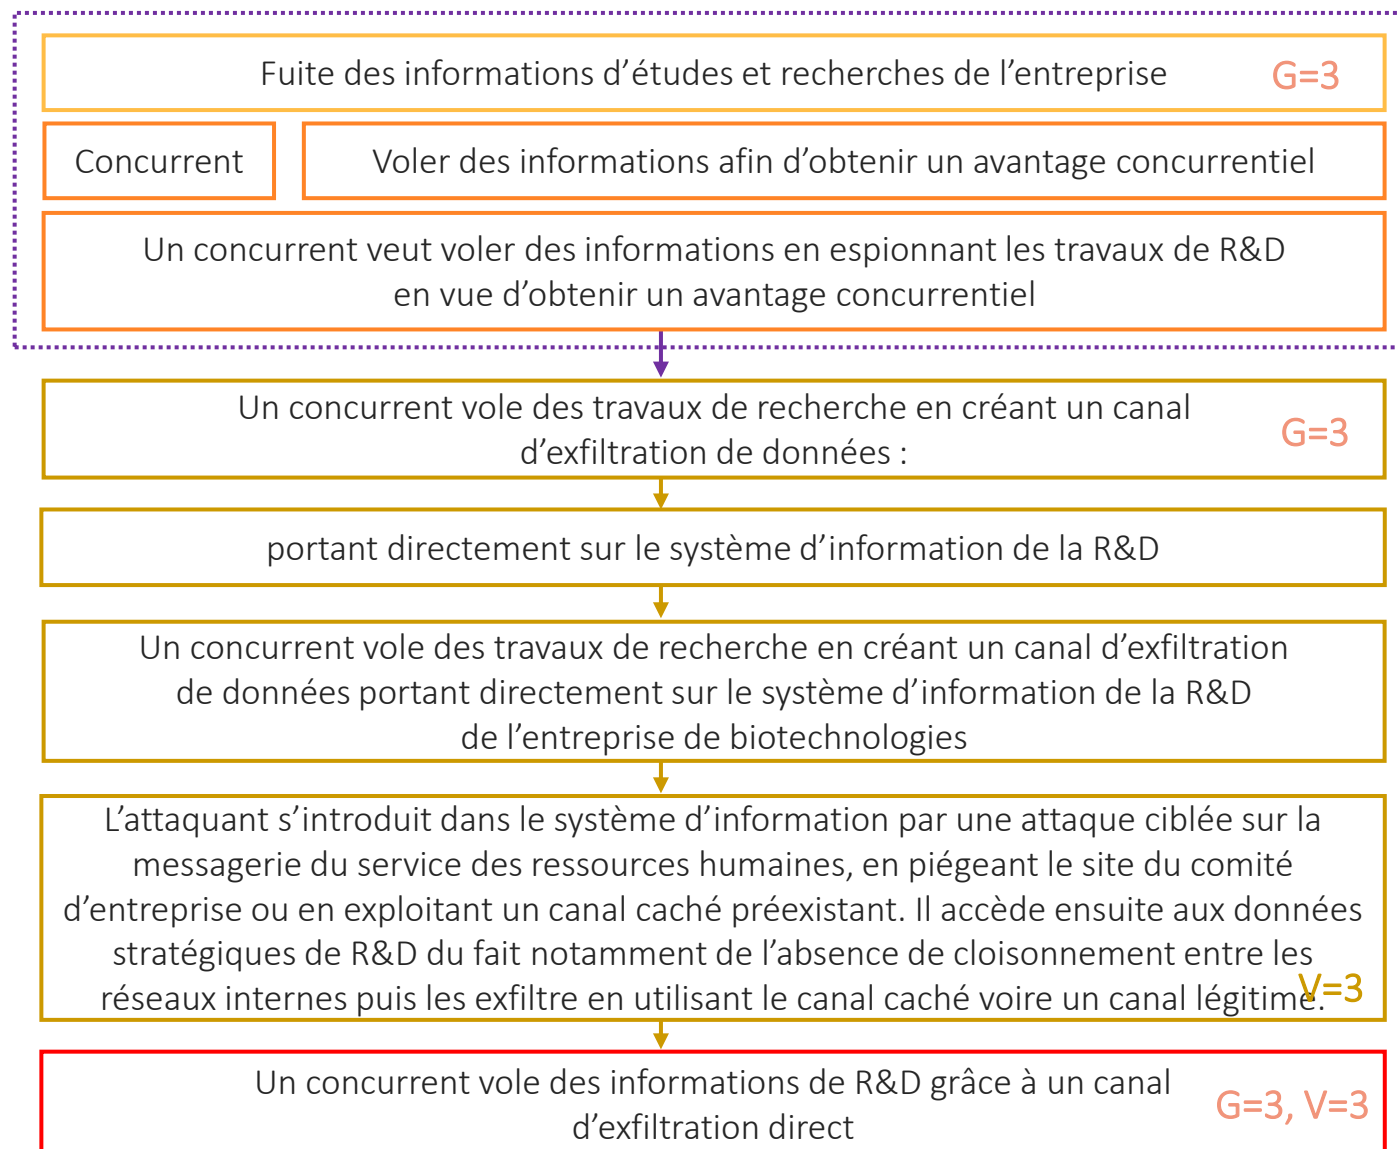 Fuite des informations d’études et recherches de l’entreprise G=3
Concurrent
Voler des informations afin d’obtenir un avantage concurrentiel
Un concurrent veut voler des informations en espionnant les travaux de R&D
en vue d’obtenir un avantage concurrentiel
Un concurrent vole des travaux de recherche en créant un canal
d’exfiltration de données :
G=3
portant directement sur le système d’information de la R&D
Un concurrent vole des travaux de recherche en créant un canal d’exfiltration
de données portant directement sur le système d’information de la R&D
de l’entreprise de biotechnologies
L’attaquant s’introduit dans le système d’information par une attaque ciblée sur la
messagerie du service des ressources humaines, en piégeant le site du comité
d’entreprise ou en exploitant un canal caché préexistant. Il accède ensuite aux données
stratégiques de R&D du fait notamment de l’absence de cloisonnement entre les
réseaux internes puis les exfiltre en utilisant le canal caché voire un canal légitime.
V=3
Un concurrent vole des informations de R&D grâce à un canal
d’exfiltration direct
G=3, V=3